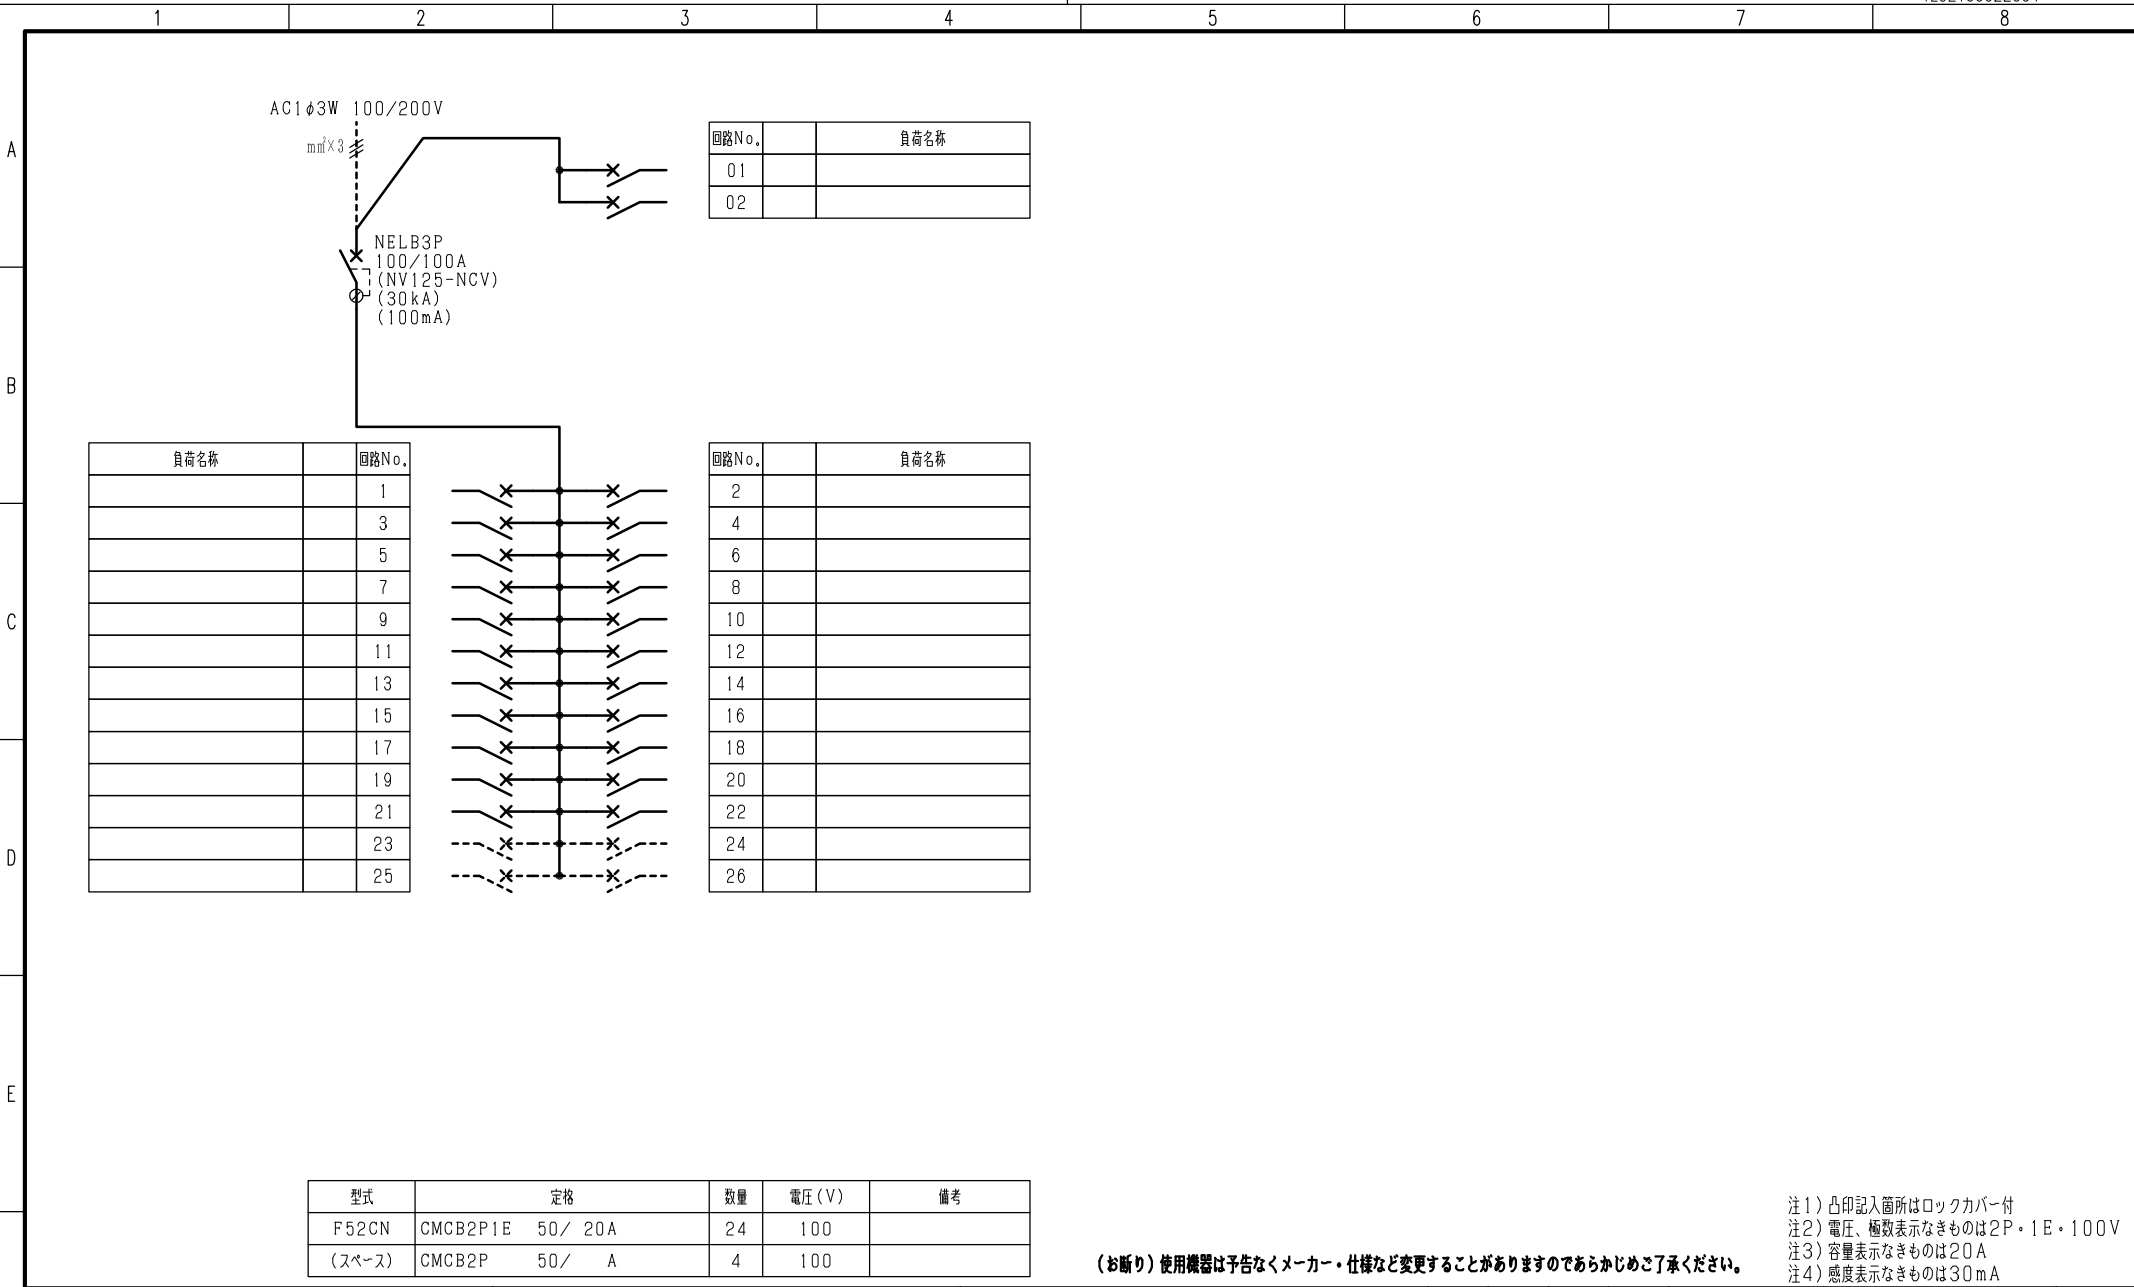 1 2 3 4 5 6 7 8
A
B
C
D
E
AC1φ3W 100/200V
mm²×3
NELB3P
100/100A
(NV125-NCV)
(30kA)
(100mA)
回路No. 負荷名称
01
02
負荷名称 回路No.
1
3
5
7
9
11
13
15
17
19
21
23
25
回路No. 負荷名称
2
4
6
8
10
12
14
16
18
20
22
24
26
型式 定格 数量 電圧(V) 備考
F52CN CMCB2P1E 50/ 20A 24 100
(スペース) CMCB2P 50/ A 4 100
(お断り)使用機器は予告なくメーカー・仕様など変更することがありますのであらかじめご了承ください。
注1)凸印記入箇所はロックカバー付
注2)電圧、極数表示なきものは2P・1E・100V
注3)容量表示なきものは20A
注4)感度表示なきものは30mA